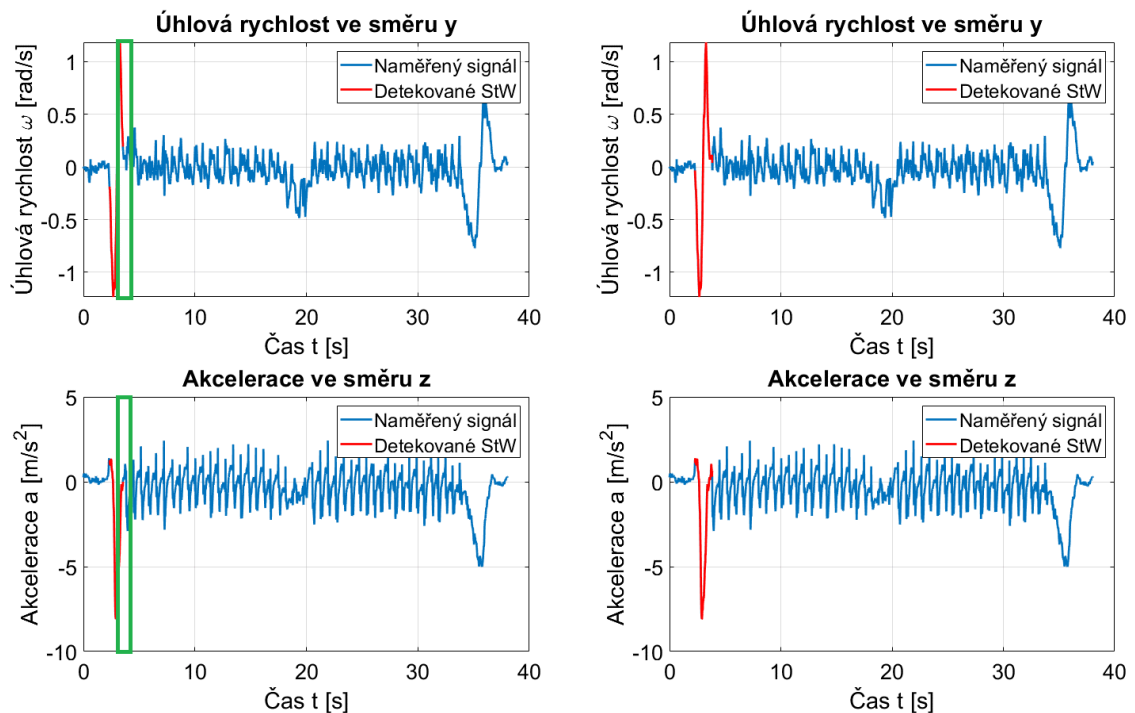 Úhlová rychlost ve směru y
Úhlová rychlost ω [rad/s]
1
0.5
0
-0.5
-1
Naměřený signál
Detekované StW
0 10 20 30 40
Čas t [s]
Úhlová rychlost ve směru y
Úhlová rychlost ω [rad/s]
1
0.5
0
-0.5
-1
Naměřený signál
Detekované StW
0 10 20 30 40
Čas t [s]
Akcelerace ve směru z
Akcelerace a [m/s²]
5
0
-5
-10
Naměřený signál
Detekované StW
0 10 20 30 40
Čas t [s]
Akcelerace ve směru z
Akcelerace a [m/s²]
5
0
-5
-10
Naměřený signál
Detekované StW
0 10 20 30 40
Čas t [s]